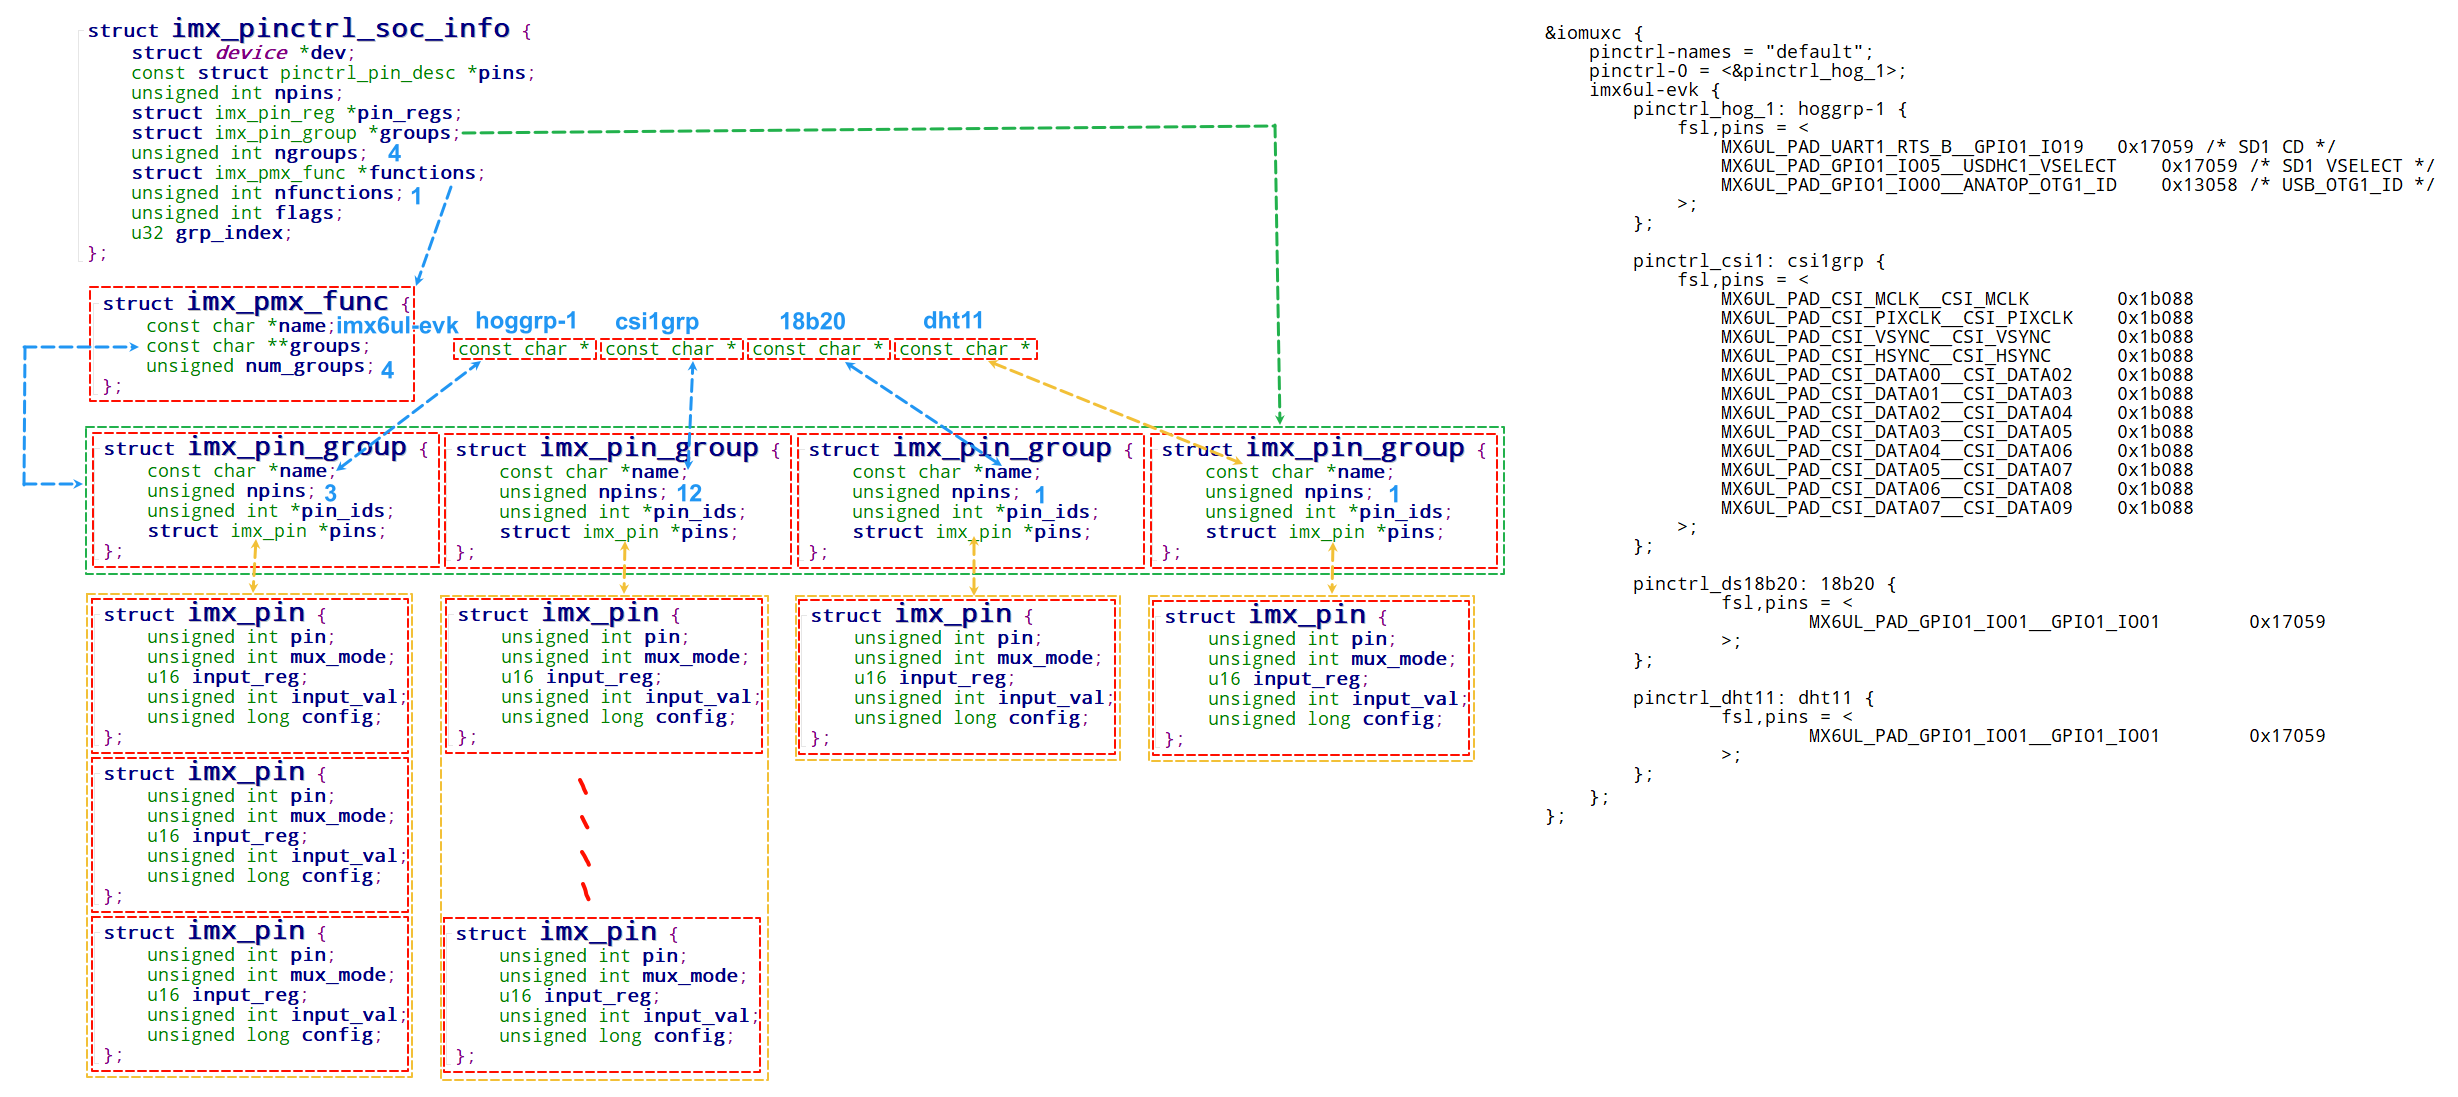 struct imx_pinctrl_soc_info {
struct device *dev;
const struct pinctrl_pin_desc *pins;
unsigned int npins;
struct imx_pin_reg *pin_regs;
struct imx_pin_group *groups;
unsigned int ngroups; 4
struct imx_pmx_func *functions;
unsigned int nfunctions; 1
unsigned int flags;
u32 grp_index;
};
struct imx_pmx_func {
const char *name; imx6ul-evk
const char **groups;
unsigned num_groups; 4
};
hoggrp-1 csi1grp 18b20 dht11
const char * const char * const char * const char *
struct imx_pin_group {
const char *name;
unsigned npins; 3
unsigned int *pin_ids;
struct imx_pin *pins;
};
struct imx_pin_group {
const char *name;
unsigned npins; 12
unsigned int *pin_ids;
struct imx_pin *pins;
};
struct imx_pin_group {
const char *name;
unsigned npins; 1
unsigned int *pin_ids;
struct imx_pin *pins;
};
struct imx_pin_group {
const char *name;
unsigned npins; 1
unsigned int *pin_ids;
struct imx_pin *pins;
};
struct imx_pin {
unsigned int pin;
unsigned int mux_mode;
u16 input_reg;
unsigned int input_val;
unsigned long config;
};
struct imx_pin {
unsigned int pin;
unsigned int mux_mode;
u16 input_reg;
unsigned int input_val;
unsigned long config;
};
struct imx_pin {
unsigned int pin;
unsigned int mux_mode;
u16 input_reg;
unsigned int input_val;
unsigned long config;
};
struct imx_pin {
unsigned int pin;
unsigned int mux_mode;
u16 input_reg;
unsigned int input_val;
unsigned long config;
};
struct imx_pin {
unsigned int pin;
unsigned int mux_mode;
u16 input_reg;
unsigned int input_val;
unsigned long config;
};
struct imx_pin {
unsigned int pin;
unsigned int mux_mode;
u16 input_reg;
unsigned int input_val;
unsigned long config;
};
struct imx_pin {
unsigned int pin;
unsigned int mux_mode;
u16 input_reg;
unsigned int input_val;
unsigned long config;
};
&iomuxc {
pinctrl-names = "default";
pinctrl-0 = <&pinctrl_hog_1>;
imx6ul-evk {
pinctrl_hog_1: hoggrp-1 {
fsl,pins = <
MX6UL_PAD_UART1_RTS_B__GPIO1_IO19 0x17059 /* SD1 CD */
MX6UL_PAD_GPIO1_IO05__USDHC1_VSELECT 0x17059 /* SD1 VSELECT */
MX6UL_PAD_GPIO1_IO00__ANATOP_OTG1_ID 0x13058 /* USB_OTG1_ID */
>;
};
pinctrl_csi1: csi1grp {
fsl,pins = <
MX6UL_PAD_CSI_MCLK__CSI_MCLK 0x1b088
MX6UL_PAD_CSI_PIXCLK__CSI_PIXCLK 0x1b088
MX6UL_PAD_CSI_VSYNC__CSI_VSYNC 0x1b088
MX6UL_PAD_CSI_HSYNC__CSI_HSYNC 0x1b088
MX6UL_PAD_CSI_DATA00__CSI_DATA02 0x1b088
MX6UL_PAD_CSI_DATA01__CSI_DATA03 0x1b088
MX6UL_PAD_CSI_DATA02__CSI_DATA04 0x1b088
MX6UL_PAD_CSI_DATA03__CSI_DATA05 0x1b088
MX6UL_PAD_CSI_DATA04__CSI_DATA06 0x1b088
MX6UL_PAD_CSI_DATA05__CSI_DATA07 0x1b088
MX6UL_PAD_CSI_DATA06__CSI_DATA08 0x1b088
MX6UL_PAD_CSI_DATA07__CSI_DATA09 0x1b088
>;
};
pinctrl_ds18b20: 18b20 {
fsl,pins = <
MX6UL_PAD_GPIO1_IO01__GPIO1_IO01 0x17059
>;
};
pinctrl_dht11: dht11 {
fsl,pins = <
MX6UL_PAD_GPIO1_IO01__GPIO1_IO01 0x17059
>;
};
};
};